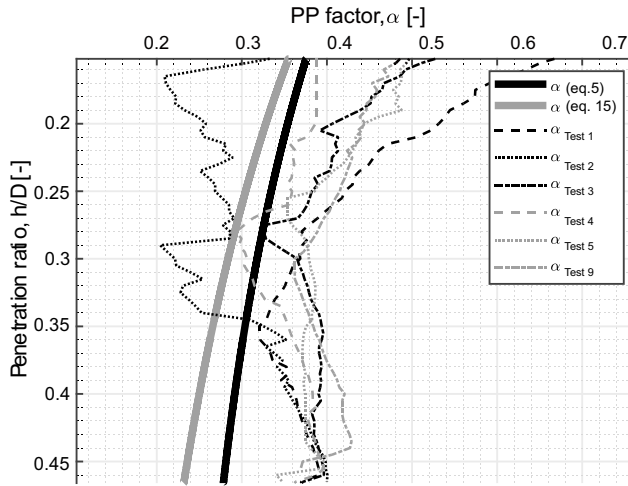 PP factor, α [-]
0.2 0.3 0.4 0.5 0.6 0.7
Penetration ratio, h/D [-]
0.2
0.25
0.3
0.35
0.4
0.45
α (eq.5)
α (eq. 15)
α Test 1
α Test 2
α Test 3
α Test 4
α Test 5
α Test 9